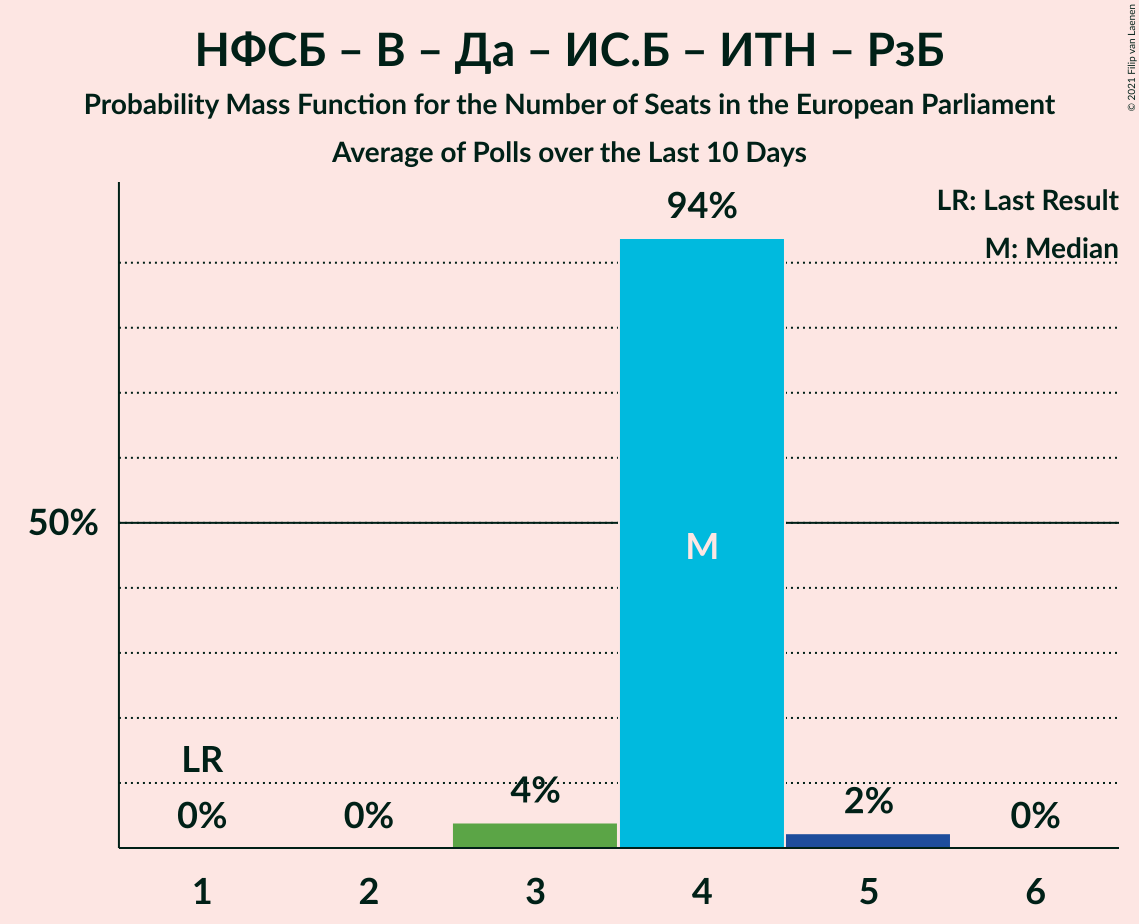 НФСБ – В – Да – ИС.Б – ИТН – РзБ
Probability Mass Function for the Number of Seats in the European Parliament
Average of Polls over the Last 10 Days
© 2021 Filip van Laenen
LR: Last Result
M: Median
94%
50%
M
LR
0%
0%
4%
2%
0%
1
2
3
4
5
6